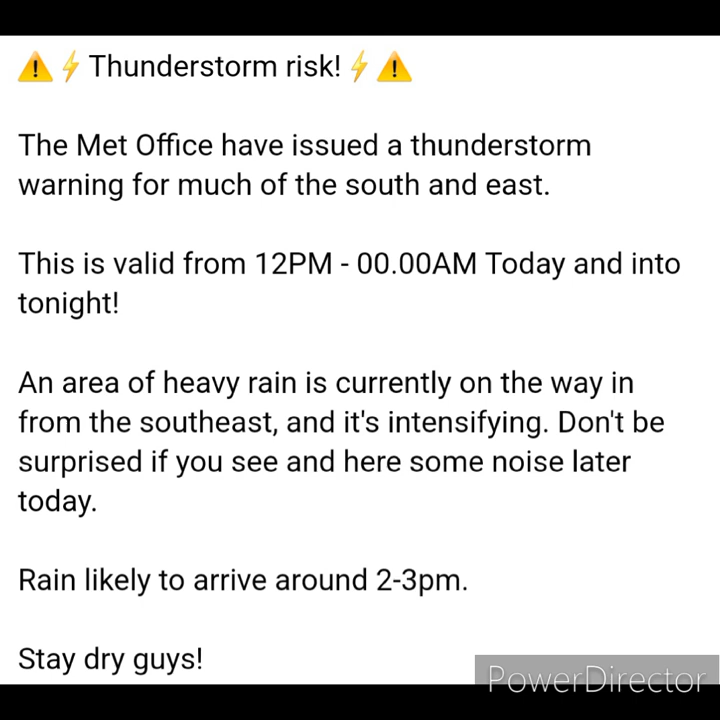 ⚠️⚡Thunderstorm risk!⚡⚠️
The Met Office have issued a thunderstorm
warning for much of the south and east.
This is valid from 12PM - 00.00AM Today and into
tonight!
An area of heavy rain is currently on the way in
from the southeast, and it's intensifying. Don't be
surprised if you see and here some noise later
today.
Rain likely to arrive around 2-3pm.
Stay dry guys!
PowerDirector